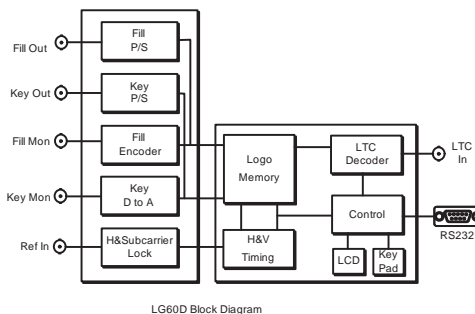 Fill Out
Fill
P/S
Key Out
Key
P/S
Fill Mon
Fill
Encoder
Key Mon
Key
D to A
Ref In
H&Subcarrier
Lock
Logo
Memory
H&V
Timing
LTC
Decoder
Control
LCD
Key
Pad
LTC
In
RS232
LG60D Block Diagram